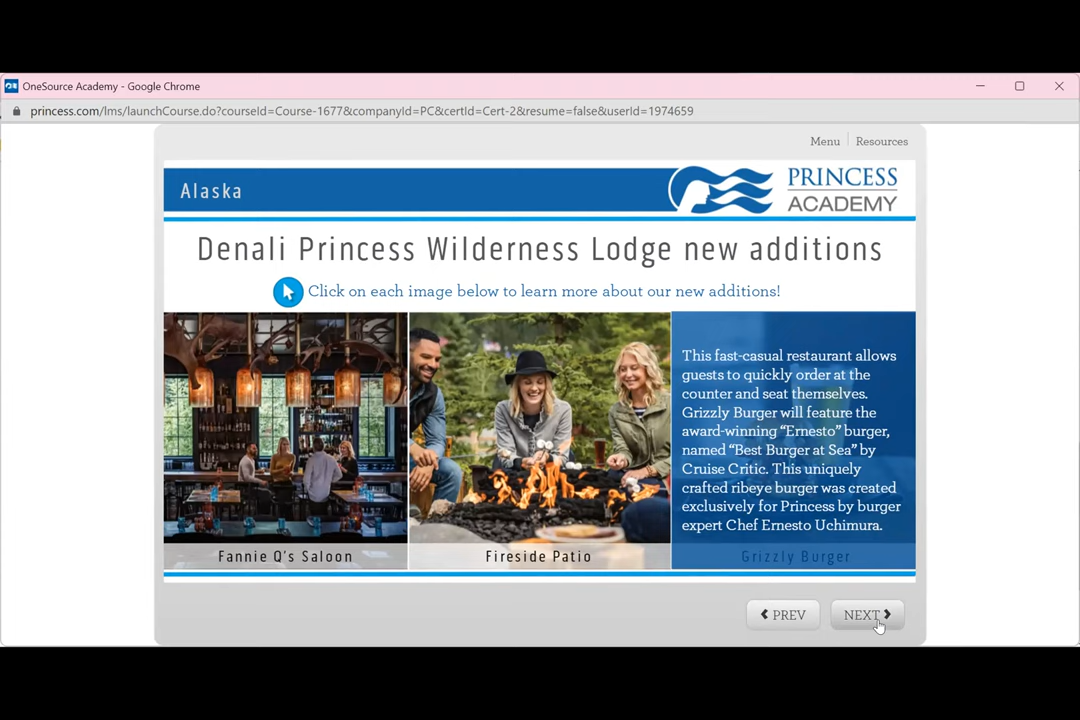 OneSource Academy - Google Chrome
princess.com/lms/launchCourse.do?courseId=Course-1677&companyId=PC&certId=Cert-2&resume=false&userId=1974659
Menu
Resources
Alaska
PRINCESS
ACADEMY
Denali Princess Wilderness Lodge new additions
Click on each image below to learn more about our new additions!
This fast-casual restaurant allows
guests to quickly order at the
counter and seat themselves.
Grizzly Burger will feature the
award-winning “Ernesto” burger,
named “Best Burger at Sea” by
Cruise Critic. This uniquely
crafted ribeye burger was created
exclusively for Princess by burger
expert Chef Ernesto Uchimura.
Fannie Q's Saloon
Fireside Patio
Grizzly Burger
PREV
NEXT